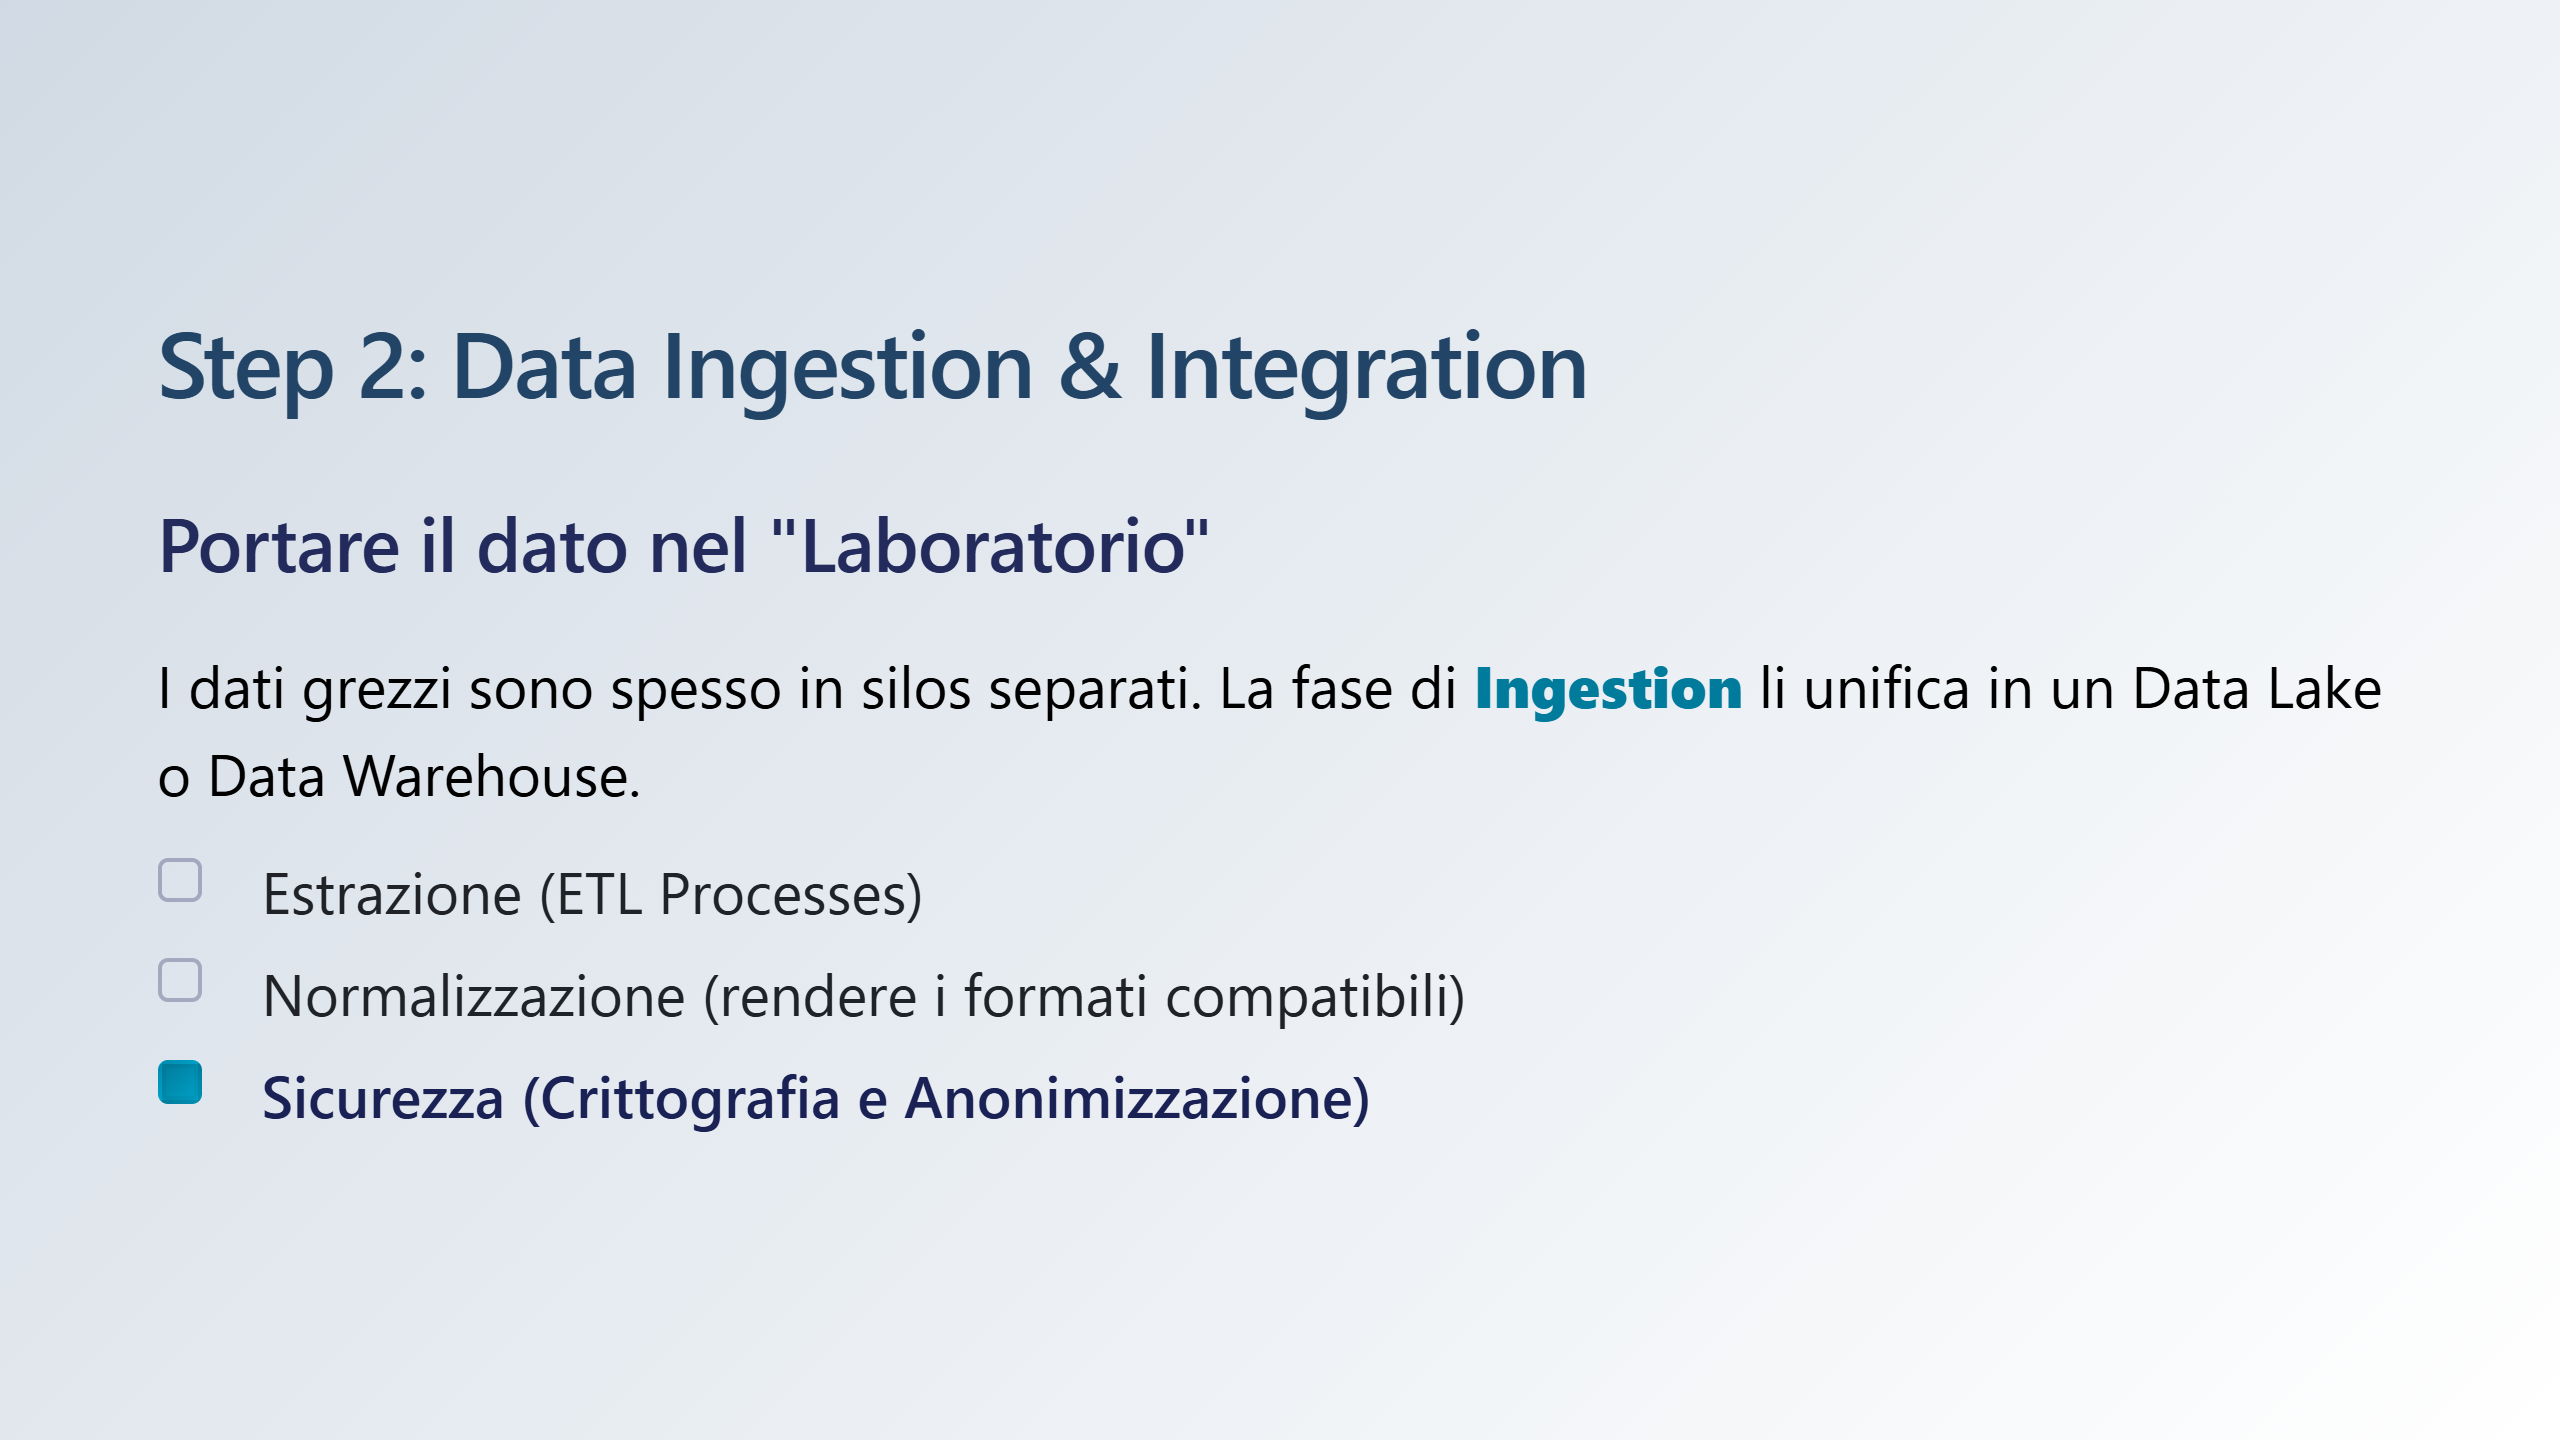 Step 2: Data Ingestion & Integration
Portare il dato nel "Laboratorio"
I dati grezzi sono spesso in silos separati. La fase di Ingestion li unifica in un Data Lake
o Data Warehouse.
Estrazione (ETL Processes)
Normalizzazione (rendere i formati compatibili)
Sicurezza (Crittografia e Anonimizzazione)